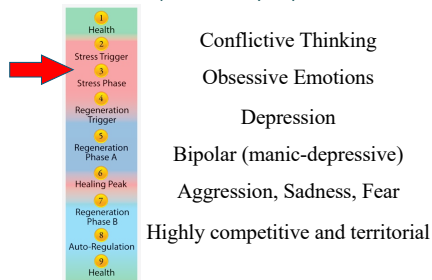 1
Health
2
Stress Trigger
3
Stress Phase
4
Regeneration
Trigger
5
Regeneration
Phase A
6
Healing Peak
7
Regeneration
Phase B
8
Auto-Regulation
9
Health
Conflictive Thinking
Obsessive Emotions
Depression
Bipolar (manic-depressive)
Aggression, Sadness, Fear
Highly competitive and territorial